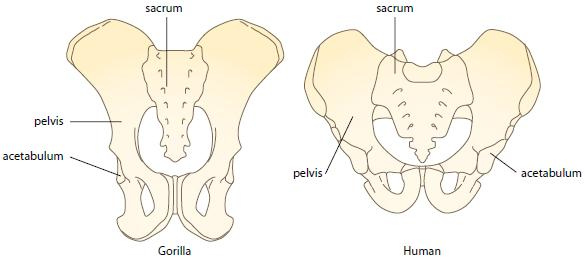 sacrum
pelvis
acetabulum
Gorilla
sacrum
pelvis
acetabulum
Human